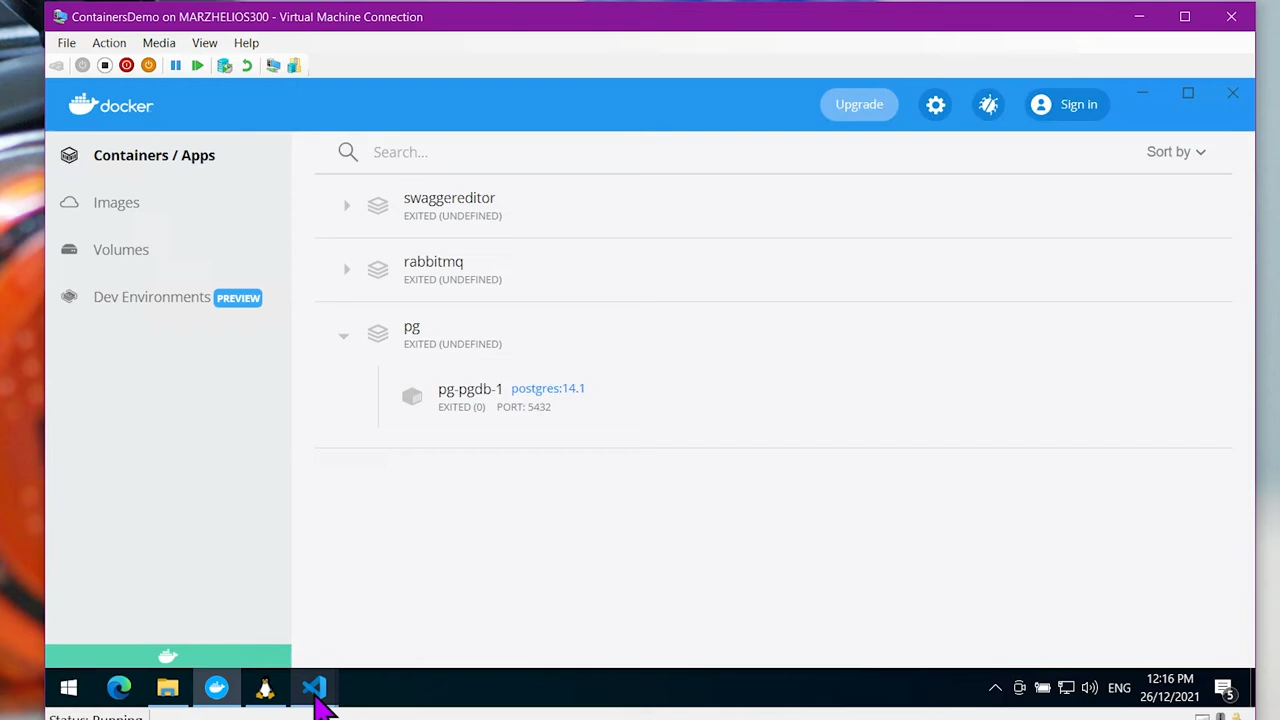 ContainersDemo on MARZHELIOS300 - Virtual Machine Connection
File Action Media View Help
docker
Upgrade
Sign in
Containers / Apps
Images
Volumes
Dev Environments PREVIEW
Search...
Sort by
swaggereditor
EXITED (UNDEFINED)
rabbitmq
EXITED (UNDEFINED)
pg
EXITED (UNDEFINED)
pg-pgdb-1 postgres:14.1
EXITED (0) PORT: 5432
ENG
12:16 PM
26/12/2021
5
Status: Running